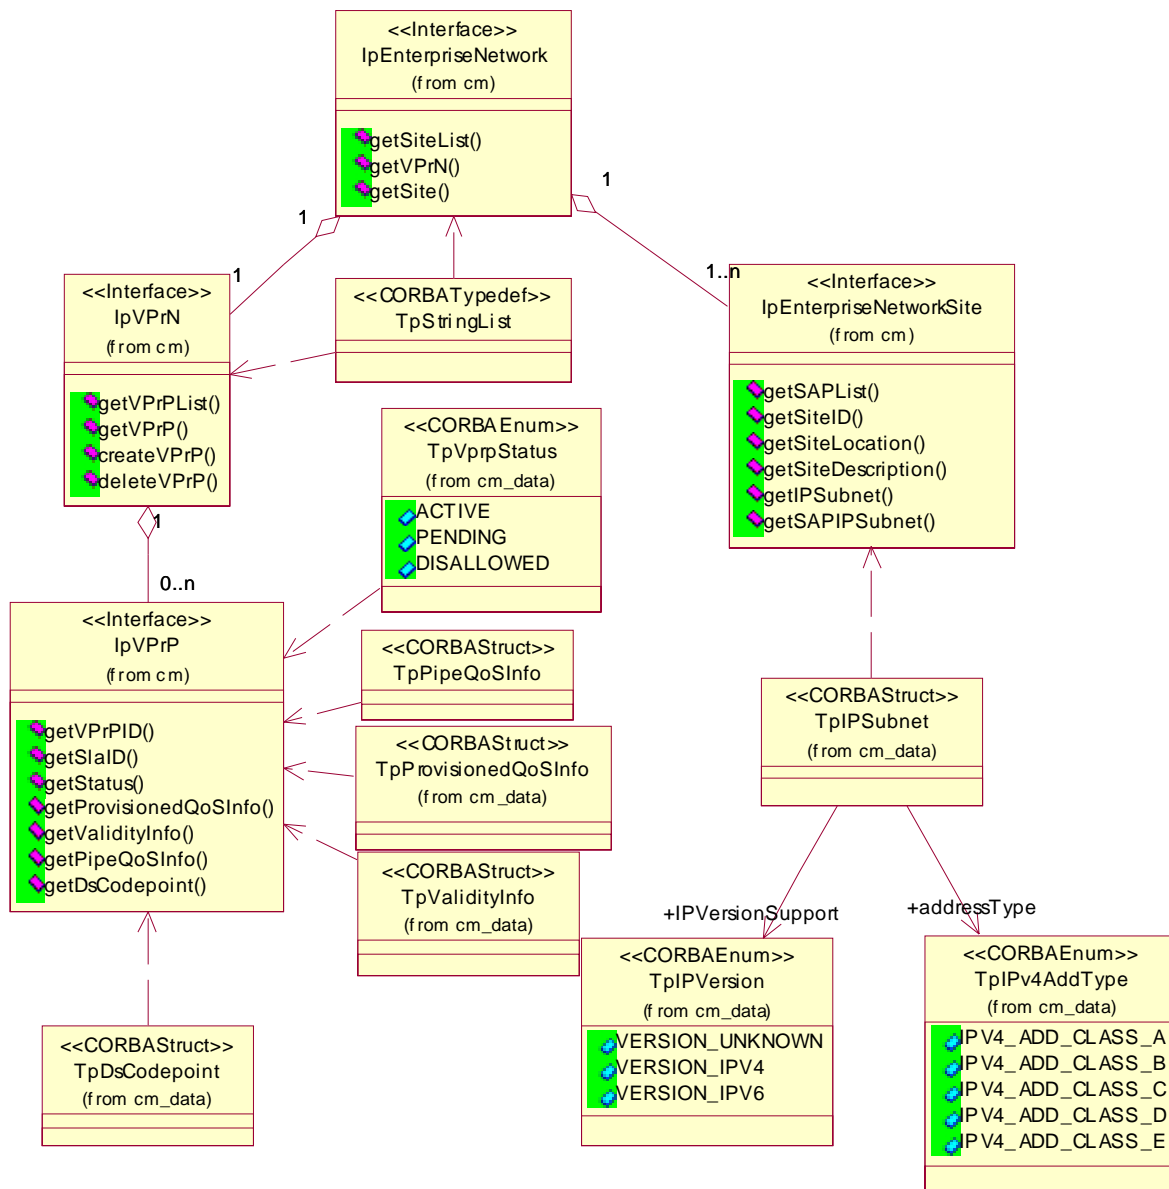 <<Interface>>
IpEnterpriseNetwork
(from cm)
getSiteList()
getVPrN()
getSite()
1
1
1
1..n
<<Interface>>
IpVPrN
(from cm)
getVPrPList()
getVPrP()
createVPrP()
deleteVPrP()
<<CORBATypedef>>
TpStringList
<<Interface>>
IpEnterpriseNetworkSite
(from cm)
getSAPList()
getSiteID()
getSiteLocation()
getSiteDescription()
getIPSubnet()
getSAPIPSubnet()
<<CORBAEnum>>
TpVprpStatus
(from cm_data)
ACTIVE
PENDING
DISALLOWED
1
0..n
<<Interface>>
IpVPrP
(from cm)
getVPrPID()
getSlaID()
getStatus()
getProvisionedQoSInfo()
getValidityInfo()
getPipeQoSInfo()
getDsCodepoint()
<<CORBAStruct>>
TpPipeQoSInfo
<<CORBAStruct>>
TpProvisionedQoSInfo
(from cm_data)
<<CORBAStruct>>
TpValidityInfo
(from cm_data)
<<CORBAStruct>>
TpIPSubnet
(from cm_data)
+IPVersionSupport
+addressType
<<CORBAStruct>>
TpDsCodepoint
(from cm_data)
<<CORBAEnum>>
TpIPVersion
(from cm_data)
VERSION_UNKNOWN
VERSION_IPV4
VERSION_IPV6
<<CORBAEnum>>
TpIPv4AddType
(from cm_data)
IPV4_ADD_CLASS_A
IPV4_ADD_CLASS_B
IPV4_ADD_CLASS_C
IPV4_ADD_CLASS_D
IPV4_ADD_CLASS_E